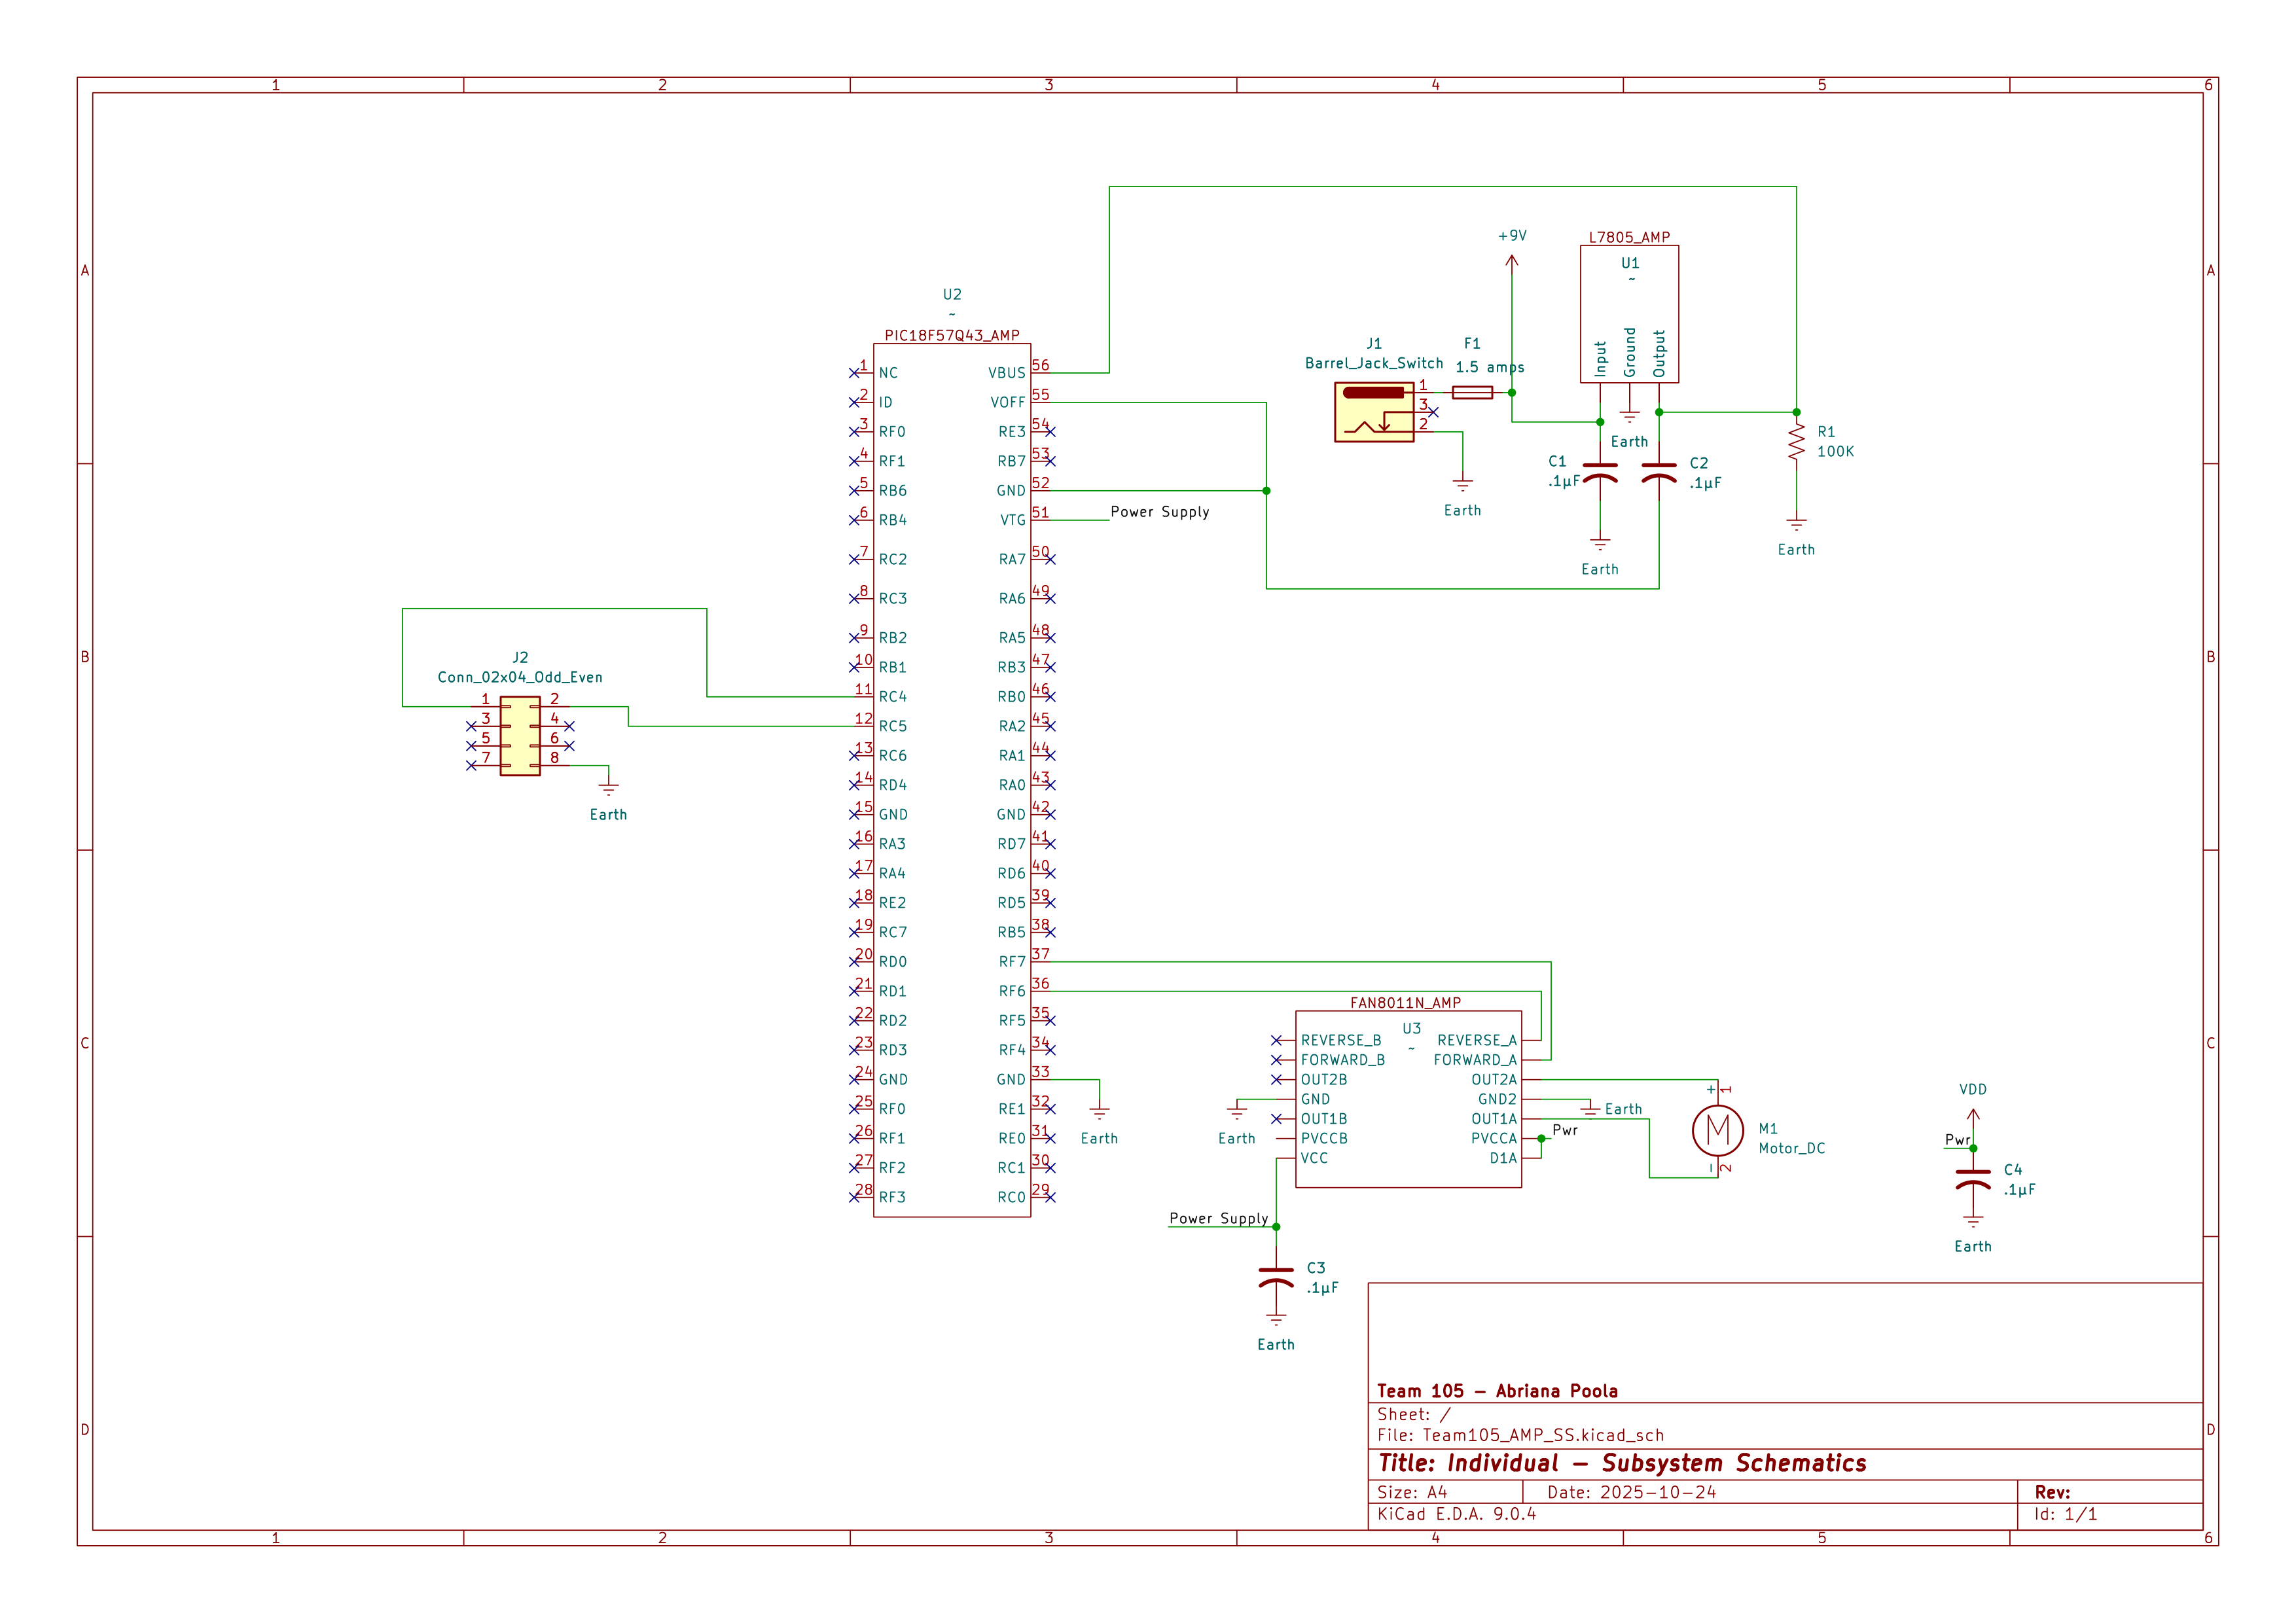 1 2 3 4 5 6
A A
B B
C C
D D
U2
~
PIC18F57Q43_AMP
1 NC VBUS 56
2 ID VOFF 55
3 RF0 RE3 54
4 RF1 RB7 53
5 RB6 GND 52
6 RB4 VTG 51
7 RC2 RA7 50
8 RC3 RA6 49
9 RB2 RA5 48
10 RB1 RB3 47
11 RC4 RB0 46
12 RC5 RA2 45
13 RC6 RA1 44
14 RD4 RA0 43
15 GND GND 42
16 RA3 RD7 41
17 RA4 RD6 40
18 RE2 RD5 39
19 RC7 RB5 38
20 RD0 RF7 37
21 RD1 RF6 36
22 RD2 RF5 35
23 RD3 RF4 34
24 GND GND 33
25 RF0 RE1 32
26 RF1 RE0 31
27 RF2 RC1 30
28 RF3 RC0 29
Power Supply
Earth
+9V
L7805_AMP
U1
~
Input
Ground
Output
Earth
J1
Barrel_Jack_Switch
1
3
2
F1
1.5 amps
Earth
C1
.1µF
Earth
C2
.1µF
R1
100K
Earth
J2
Conn_02x04_Odd_Even
1 2
3 4
5 6
7 8
Earth
FAN8011N_AMP
U3
~
REVERSE_B REVERSE_A
FORWARD_B FORWARD_A
OUT2B OUT2A
GND GND2
OUT1B OUT1A
PVCCB PVCCA
VCC D1A
Earth
Earth
Pwr
+ 1
M
- 2
M1
Motor_DC
Power Supply
C3
.1µF
Earth
VDD
Pwr
C4
.1µF
Earth
Team 105 - Abriana Poola
Sheet: /
File: Team105_AMP_SS.kicad_sch
Title: Individual - Subsystem Schematics
Size: A4 Date: 2025-10-24 Rev:
KiCad E.D.A. 9.0.4 Id: 1/1
1 2 3 4 5 6